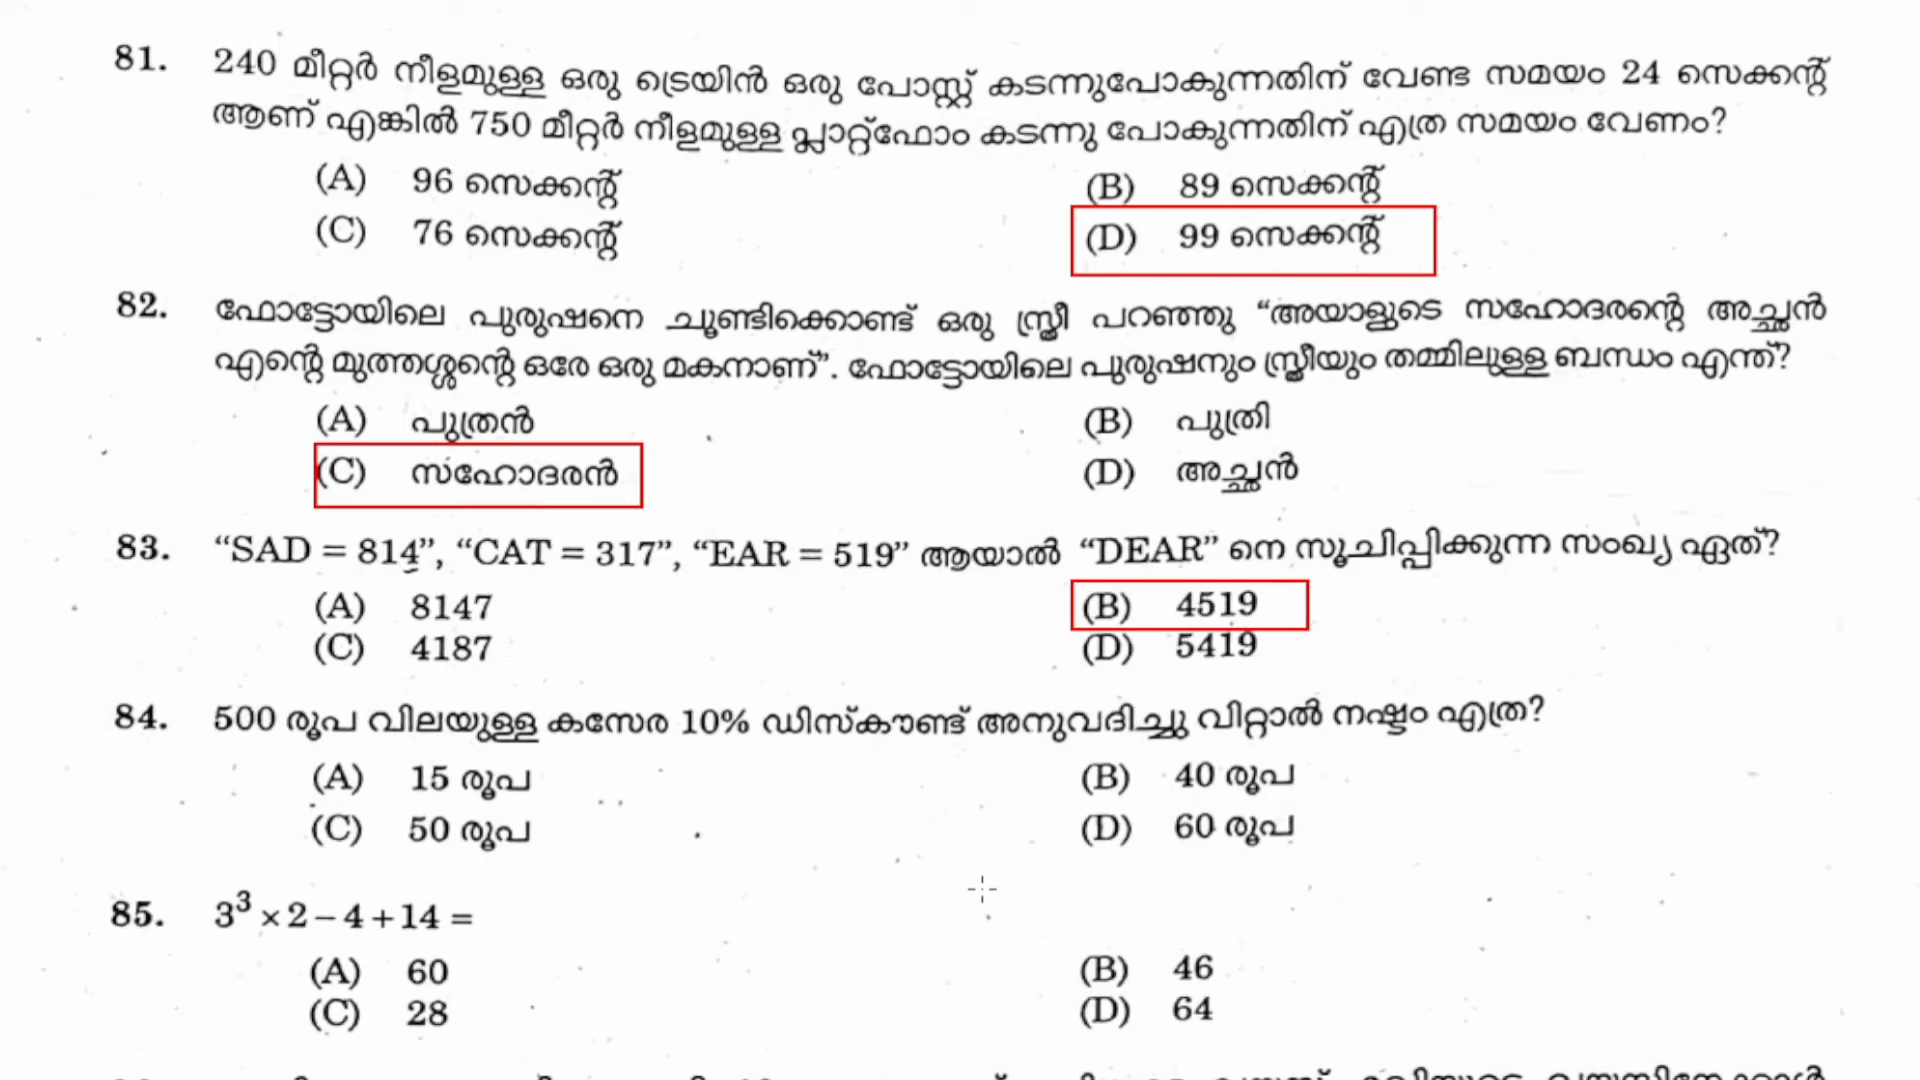 81. 240 മീറ്റർ നീളമുള്ള ഒരു ട്രെയിൻ ഒരു പോസ്റ്റ് കടന്നുപോകുന്നതിന് വേണ്ട സമയം 24 സെക്കന്റ്
ആണ് എങ്കിൽ 750 മീറ്റർ നീളമുള്ള പ്ലാറ്റ്ഫോം കടന്നു പോകുന്നതിന് എത്ര സമയം വേണം?
(A) 96 സെക്കന്റ് (B) 89 സെക്കന്റ്
(C) 76 സെക്കന്റ് (D) 99 സെക്കന്റ്
82. ഫോട്ടോയിലെ പുരുഷനെ ചൂണ്ടിക്കൊണ്ട് ഒരു സ്ത്രീ പറഞ്ഞു “അയാളുടെ സഹോദരന്റെ അച്ഛൻ
എന്റെ മുത്തശ്ശന്റെ ഒരേ ഒരു മകനാണ്”. ഫോട്ടോയിലെ പുരുഷനും സ്ത്രീയും തമ്മിലുള്ള ബന്ധം എന്ത്?
(A) പുത്രൻ (B) പുത്രി
(C) സഹോദരൻ (D) അച്ഛൻ
83. “SAD = 814”, “CAT = 317”, “EAR = 519” ആയാൽ “DEAR” നെ സൂചിപ്പിക്കുന്ന സംഖ്യ ഏത്?
(A) 8147 (B) 4519
(C) 4187 (D) 5419
84. 500 രൂപ വിലയുള്ള കസേര 10% ഡിസ്കൗണ്ട് അനുവദിച്ചു വിറ്റാൽ നഷ്ടം എത്ര?
(A) 15 രൂപ (B) 40 രൂപ
(C) 50 രൂപ (D) 60 രൂപ
85. 3³ × 2 – 4 + 14 =
(A) 60 (B) 46
(C) 28 (D) 64